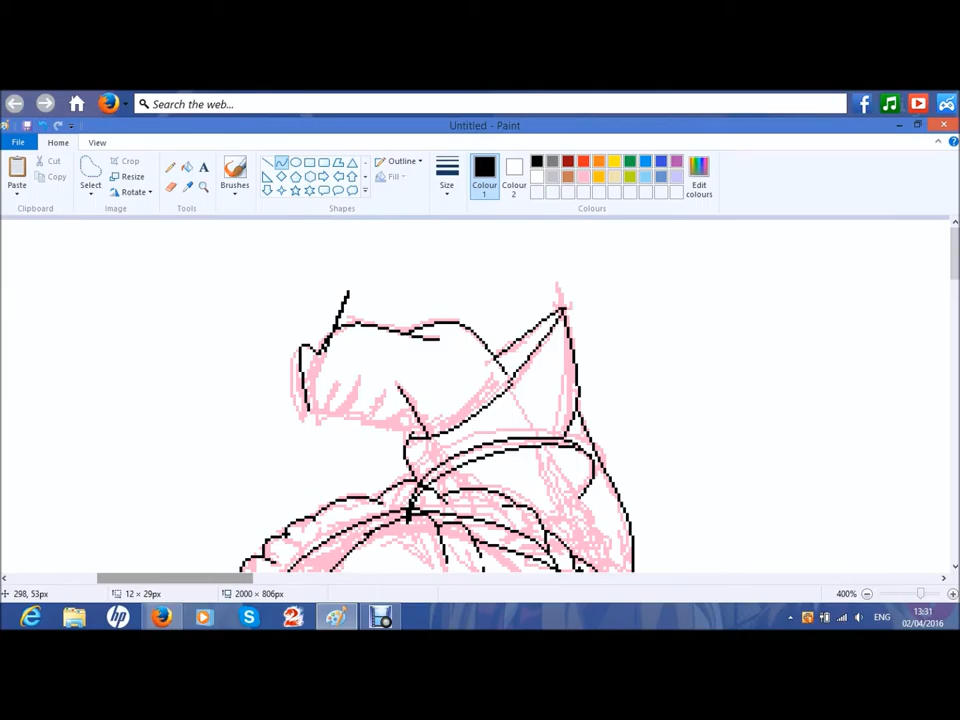 Search the web...
Untitled - Paint
File Home View
Paste
Cut
Copy
Clipboard
Select
Crop
Resize
Rotate
Image
A
Tools
Brushes
Shapes
Outline
Fill
Size
Colour 1
Colour 2
Edit colours
Colours
298, 53px 12 × 29px 2000 × 806px 400%
ENG
13:31
02/04/2016